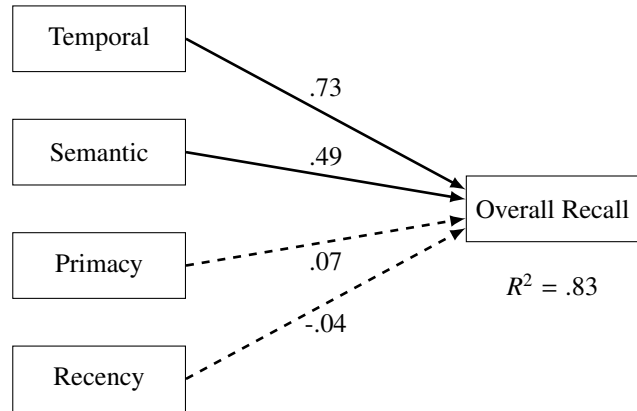 Temporal
.73
Semantic
.49
Overall Recall
Primacy
.07
R² = .83
-.04
Recency